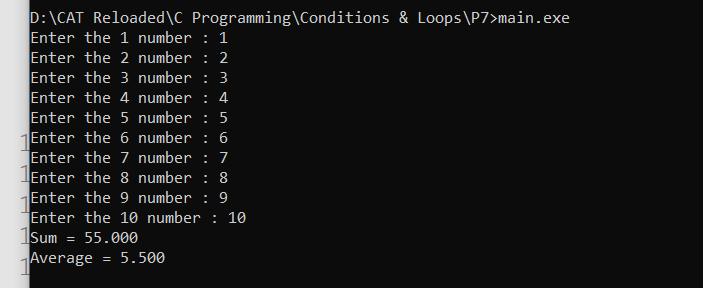 D:\CAT Reloaded\C Programming\Conditions & Loops\P7>main.exe
Enter the 1 number : 1
Enter the 2 number : 2
Enter the 3 number : 3
Enter the 4 number : 4
Enter the 5 number : 5
Enter the 6 number : 6
Enter the 7 number : 7
Enter the 8 number : 8
Enter the 9 number : 9
Enter the 10 number : 10
Sum = 55.000
Average = 5.500